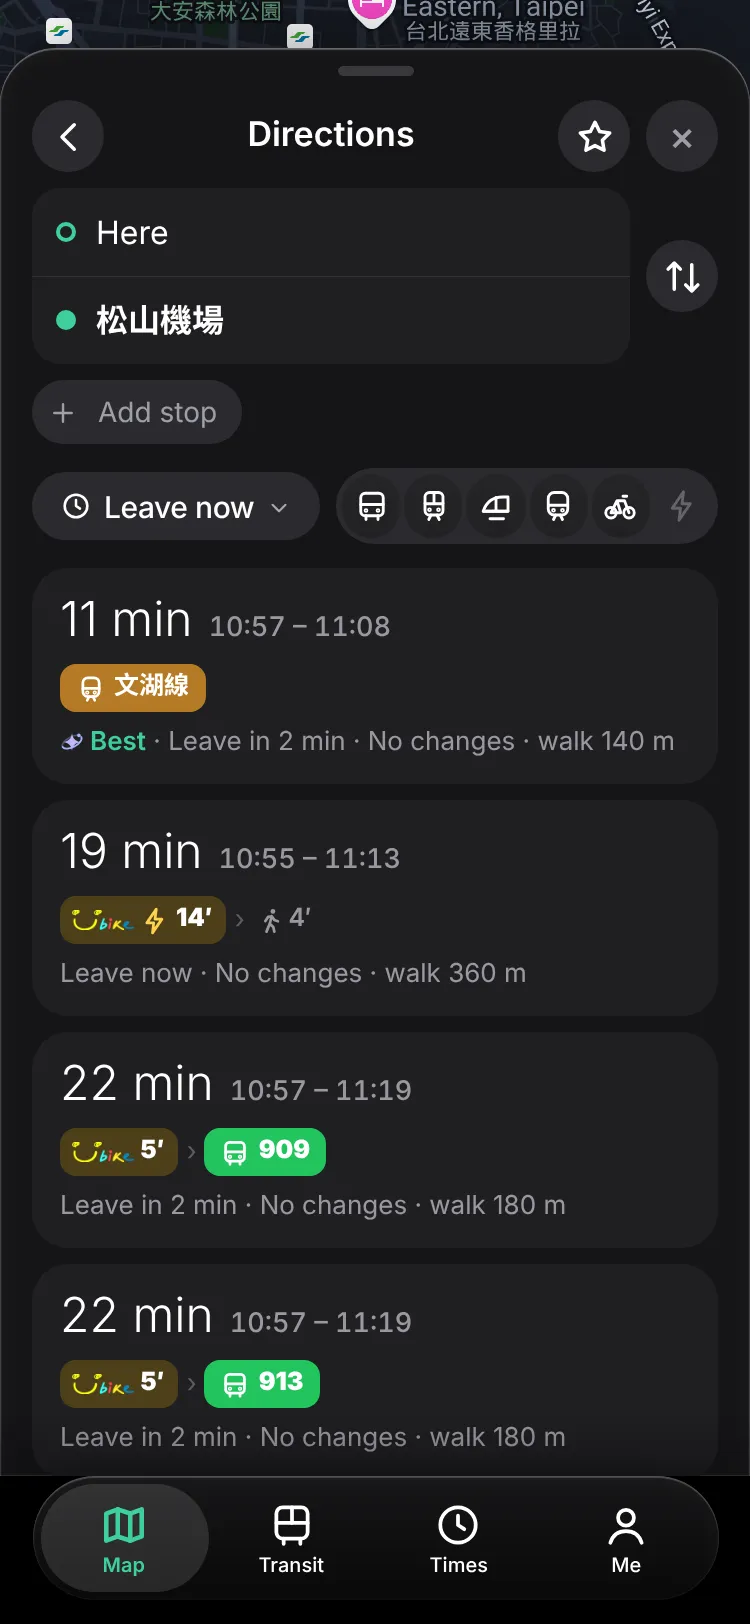 大安森林公園
Eastern, Taipei
台北遠東香格里拉
Directions
Here
松山機場
Add stop
Leave now
11 min 10:57 – 11:08
文湖線
Best · Leave in 2 min · No changes · walk 140 m
19 min 10:55 – 11:13
Ubike 14′ › 4′
Leave now · No changes · walk 360 m
22 min 10:57 – 11:19
Ubike 5′ › 909
Leave in 2 min · No changes · walk 180 m
22 min 10:57 – 11:19
Ubike 5′ › 913
Leave in 2 min · No changes · walk 180 m
Map
Transit
Times
Me